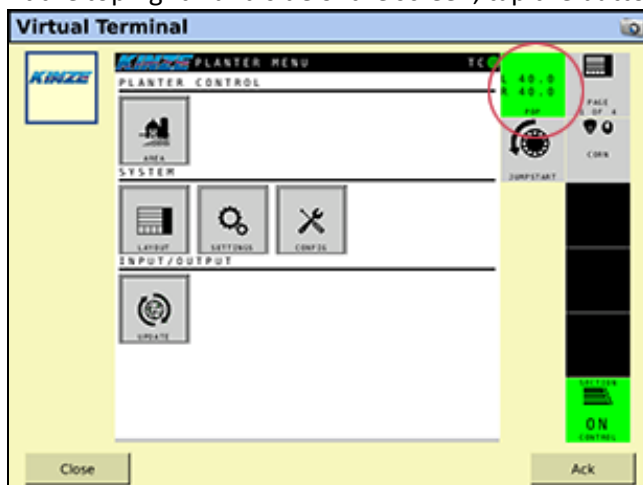 Virtual Terminal
KINZE
KINZE PLANTER MENU TC
PLANTER CONTROL
L 40.0
R 40.0
POP
PAGE
OF 4
AREA
JUMPSTART
CORN
SYSTEM
LAYOUT SETTINGS CONFIG
INPUT/OUTPUT
UPDATE
SECTION
ON
CONTROL
Close Ack